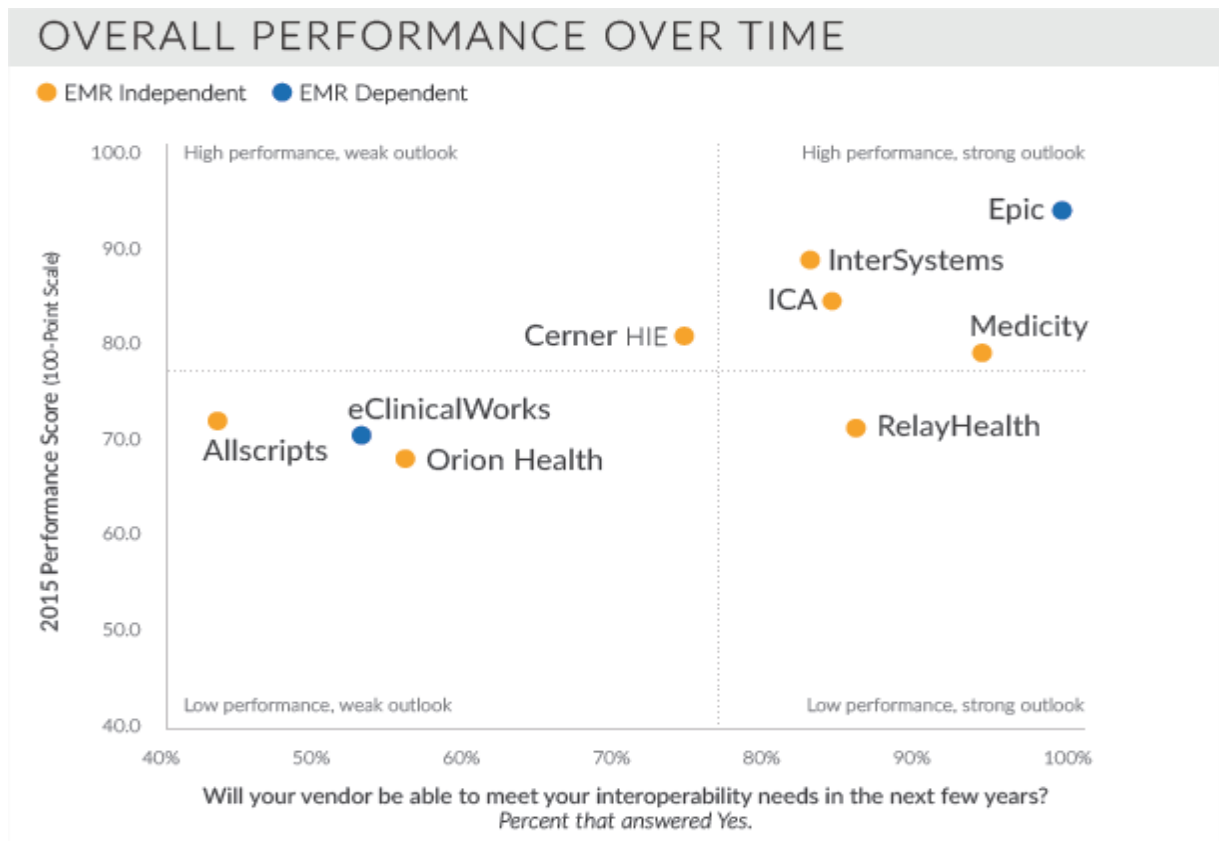 OVERALL PERFORMANCE OVER TIME
EMR Independent EMR Dependent
100.0
High performance, weak outlook
High performance, strong outlook
Epic
90.0
InterSystems
ICA
Medicity
80.0
Cerner HIE
eClinicalWorks
RelayHealth
70.0
Allscripts
Orion Health
60.0
50.0
2015 Performance Score (100-Point Scale)
Low performance, weak outlook
Low performance, strong outlook
40.0
40% 50% 60% 70% 80% 90% 100%
Will your vendor be able to meet your interoperability needs in the next few years?
Percent that answered Yes.